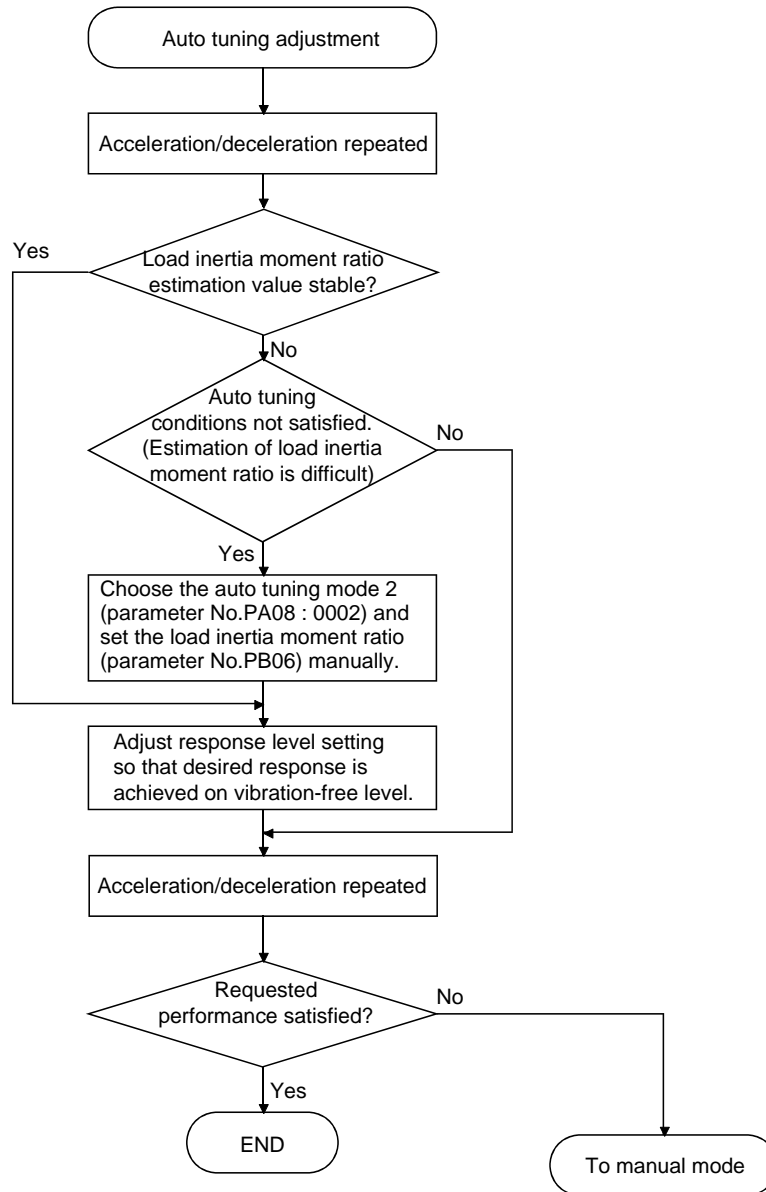 Auto tuning adjustment
Acceleration/deceleration repeated
Yes
Load inertia moment ratio
estimation value stable?
No
Auto tuning
conditions not satisfied.
(Estimation of load inertia
moment ratio is difficult)
No
Yes
Choose the auto tuning mode 2
(parameter No.PA08 : 0002) and
set the load inertia moment ratio
(parameter No.PB06) manually.
Adjust response level setting
so that desired response is
achieved on vibration-free level.
Acceleration/deceleration repeated
Requested
performance satisfied?
No
Yes
END
To manual mode